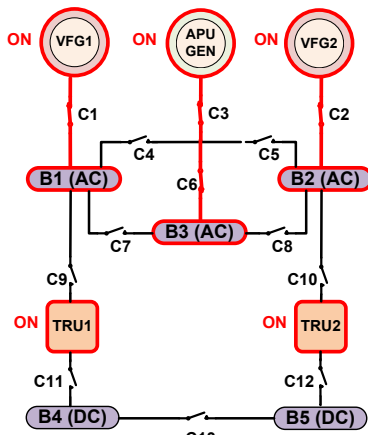 ON VFG1 APU GEN ON VFG2
C1 C3 C2
C4 C5
B1 (AC) C6 B2 (AC)
C7 B3 (AC) C8
C9 C10
ON TRU1 ON TRU2
C11 C12
B4 (DC) B5 (DC)